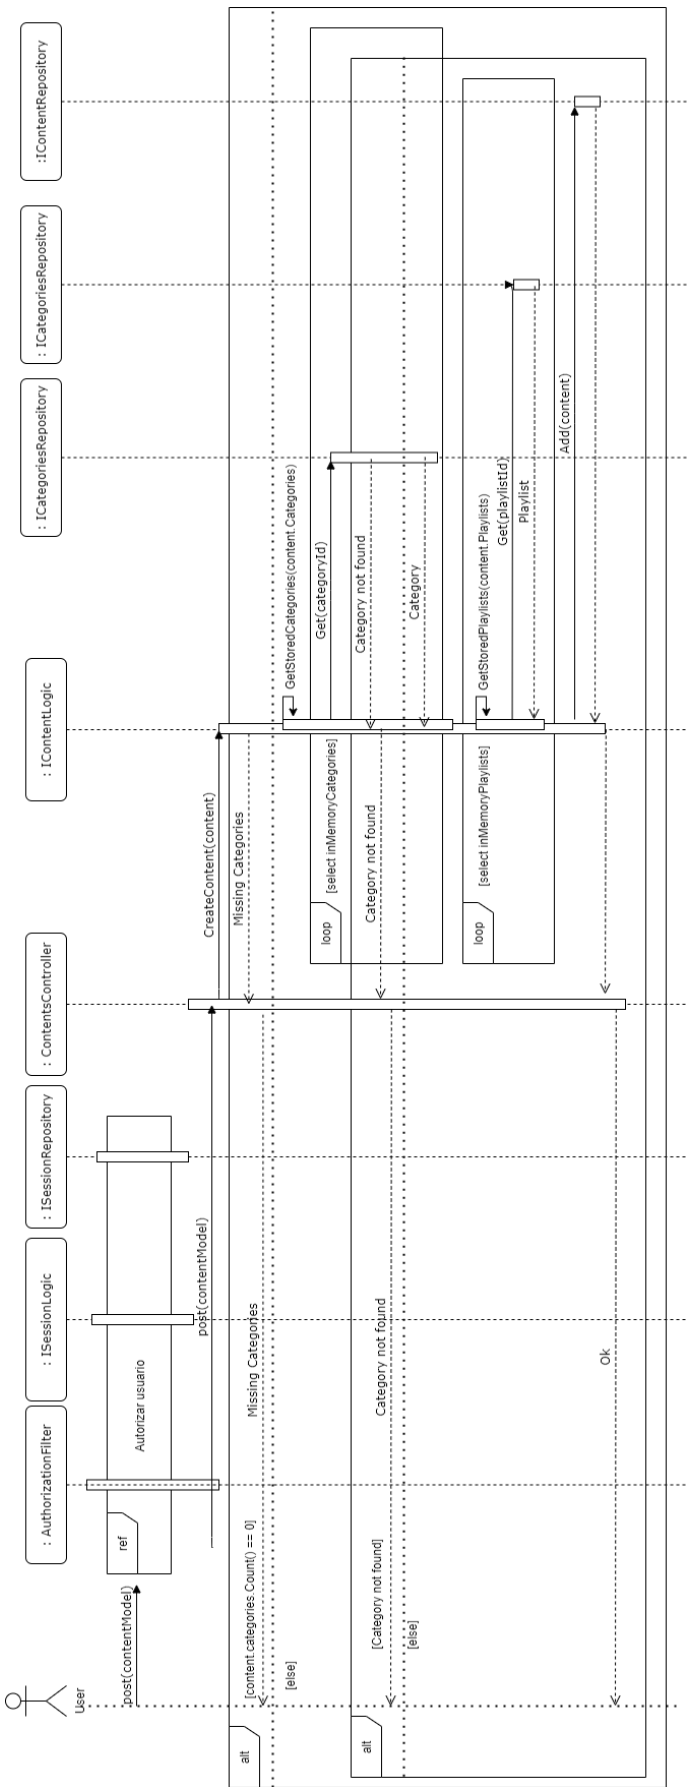 User
: AuthorizationFilter
: ISessionLogic
: ISessionRepository
: ContentsController
: IContentLogic
: ICategoriesRepository
: ICategoriesRepository
:IContentRepository
post(contentModel)
ref
Autorizar usuario
post(contentModel)
CreateContent(content)
alt
[content.categories.Count() == 0]
Missing Categories
Missing Categories
[else]
GetStoredCategories(content.Categories)
loop
[select inMemoryCategories]
Get(categoryId)
alt
[Category not found]
Category not found
Category not found
Category not found
[else]
Category
loop
[select inMemoryPlaylists]
GetStoredPlaylists(content.Playlists)
Get(playlistId)
Playlist
Add(content)
Ok